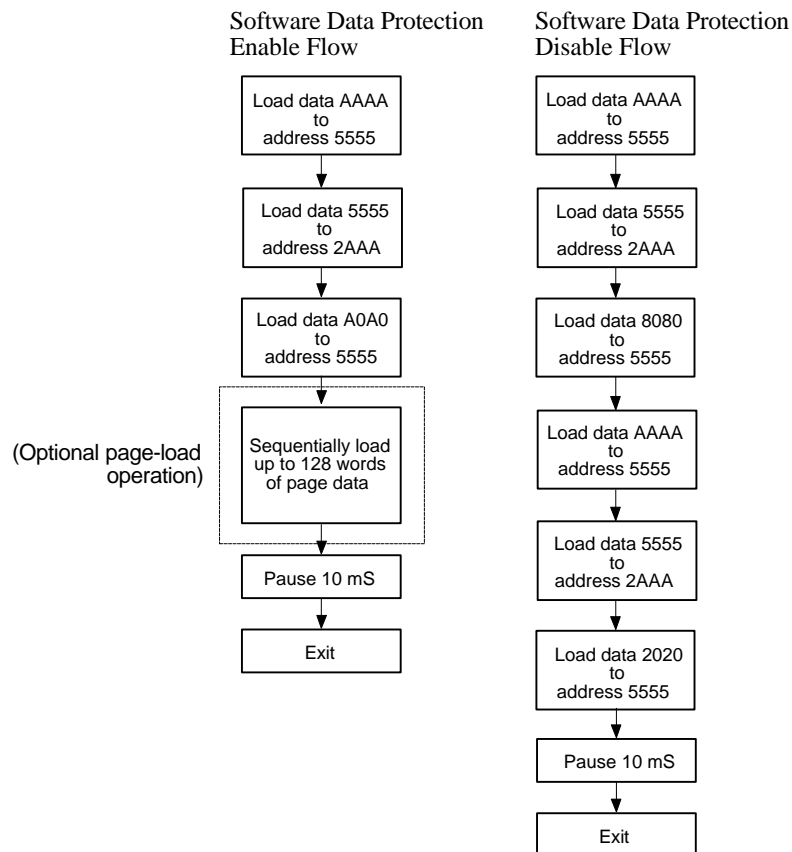 Software Data Protection
Enable Flow
Load data AAAA
to
address 5555
Load data 5555
to
address 2AAA
Load data A0A0
to
address 5555
(Optional page-load
operation)
Sequentially load
up to 128 words
of page data
Pause 10 mS
Exit
Software Data Protection
Disable Flow
Load data AAAA
to
address 5555
Load data 5555
to
address 2AAA
Load data 8080
to
address 5555
Load data AAAA
to
address 5555
Load data 5555
to
address 2AAA
Load data 2020
to
address 5555
Pause 10 mS
Exit